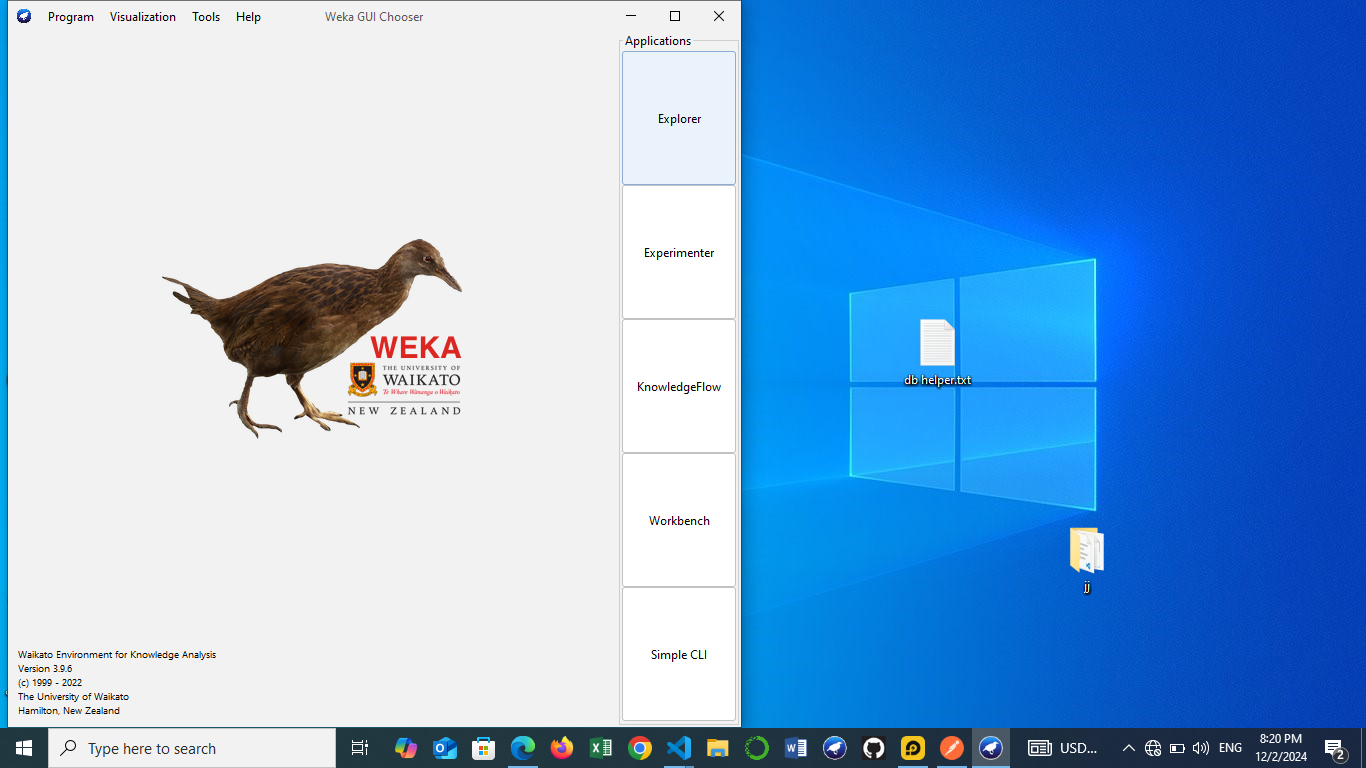 Program Visualization Tools Help Weka GUI Chooser
Applications
Explorer
Experimenter
KnowledgeFlow
Workbench
Simple CLI
WEKA
THE UNIVERSITY OF
WAIKATO
Te Whare Wānanga o Waikato
NEW ZEALAND
Waikato Environment for Knowledge Analysis
Version 3.9.6
(c) 1999 - 2022
The University of Waikato
Hamilton, New Zealand
db helper.txt
jj
Type here to search
USD...
ENG
8:20 PM
12/2/2024
2